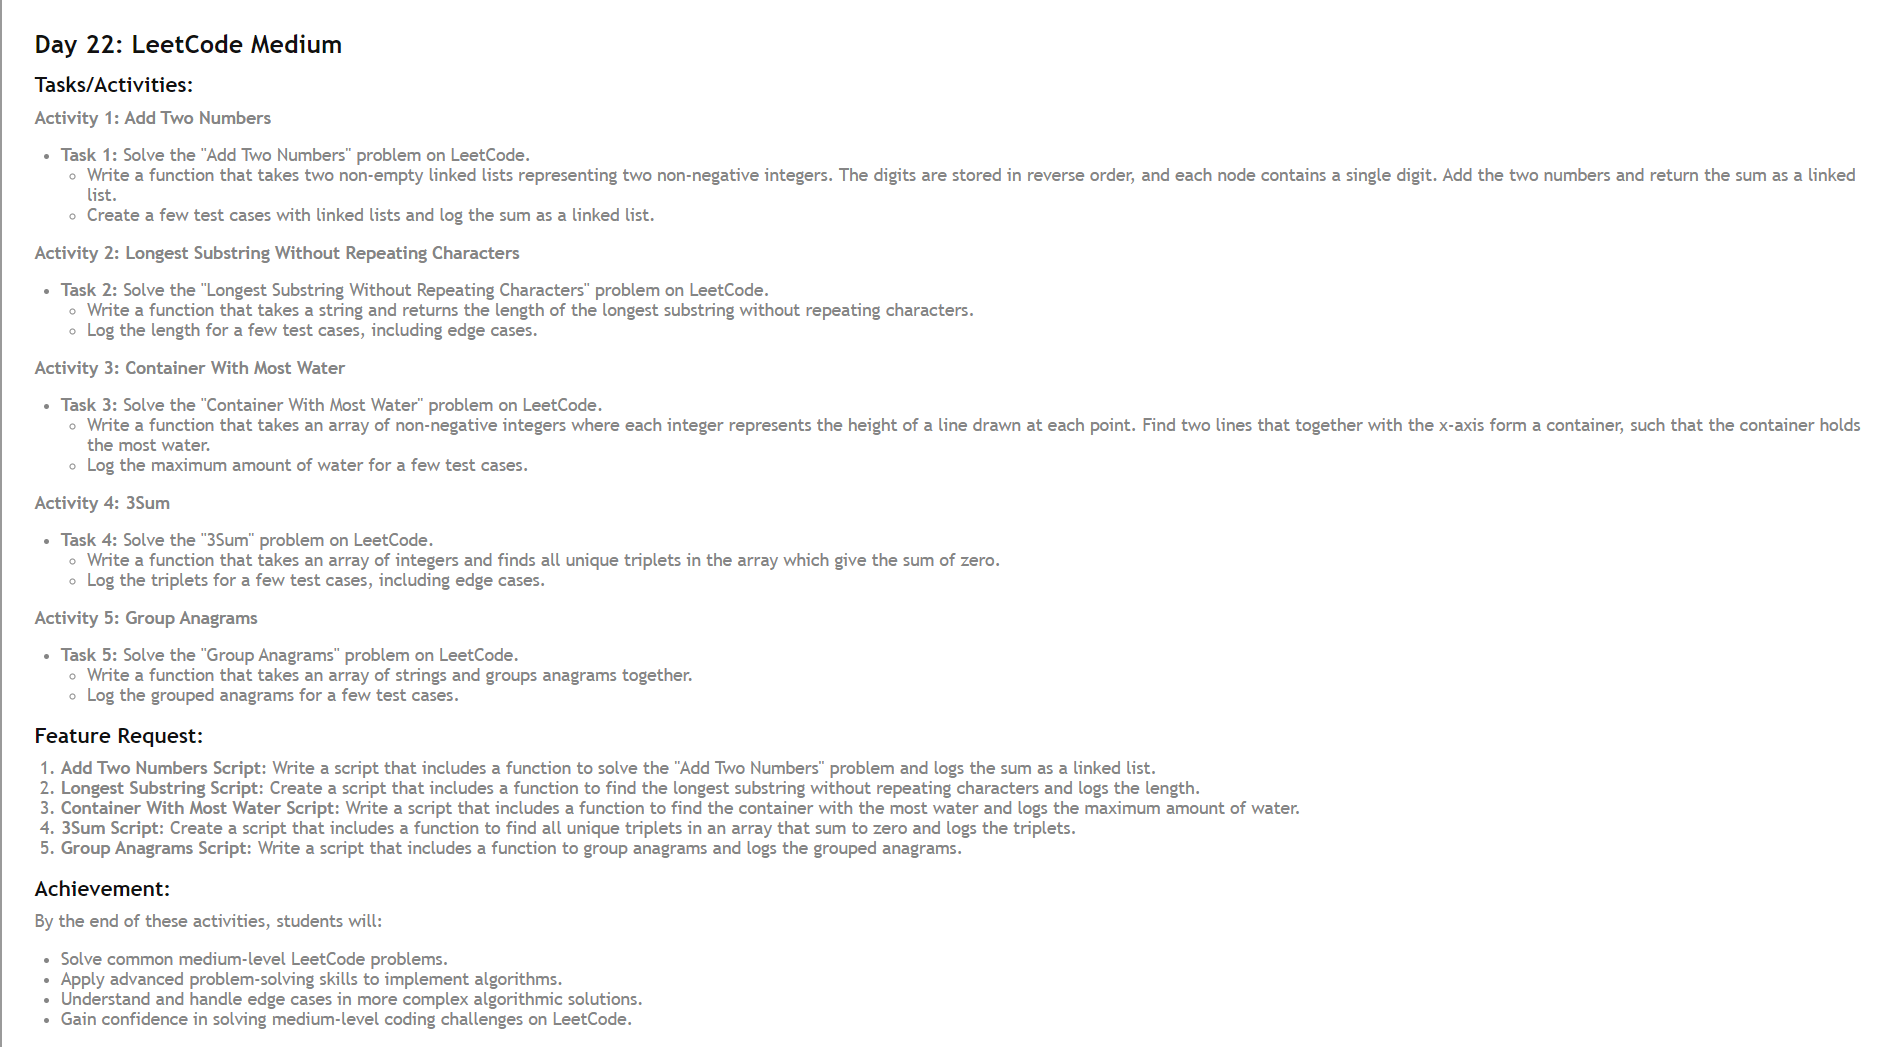 Day 22: LeetCode Medium
Tasks/Activities:
Activity 1: Add Two Numbers
• Task 1: Solve the "Add Two Numbers" problem on LeetCode.
◦ Write a function that takes two non-empty linked lists representing two non-negative integers. The digits are stored in reverse order, and each node contains a single digit. Add the two numbers and return the sum as a linked
list.
◦ Create a few test cases with linked lists and log the sum as a linked list.
Activity 2: Longest Substring Without Repeating Characters
• Task 2: Solve the "Longest Substring Without Repeating Characters" problem on LeetCode.
◦ Write a function that takes a string and returns the length of the longest substring without repeating characters.
◦ Log the length for a few test cases, including edge cases.
Activity 3: Container With Most Water
• Task 3: Solve the "Container With Most Water" problem on LeetCode.
◦ Write a function that takes an array of non-negative integers where each integer represents the height of a line drawn at each point. Find two lines that together with the x-axis form a container, such that the container holds
the most water.
◦ Log the maximum amount of water for a few test cases.
Activity 4: 3Sum
• Task 4: Solve the "3Sum" problem on LeetCode.
◦ Write a function that takes an array of integers and finds all unique triplets in the array which give the sum of zero.
◦ Log the triplets for a few test cases, including edge cases.
Activity 5: Group Anagrams
• Task 5: Solve the "Group Anagrams" problem on LeetCode.
◦ Write a function that takes an array of strings and groups anagrams together.
◦ Log the grouped anagrams for a few test cases.
Feature Request:
1. Add Two Numbers Script: Write a script that includes a function to solve the "Add Two Numbers" problem and logs the sum as a linked list.
2. Longest Substring Script: Create a script that includes a function to find the longest substring without repeating characters and logs the length.
3. Container With Most Water Script: Write a script that includes a function to find the container with the most water and logs the maximum amount of water.
4. 3Sum Script: Create a script that includes a function to find all unique triplets in an array that sum to zero and logs the triplets.
5. Group Anagrams Script: Write a script that includes a function to group anagrams and logs the grouped anagrams.
Achievement:
By the end of these activities, students will:
• Solve common medium-level LeetCode problems.
• Apply advanced problem-solving skills to implement algorithms.
• Understand and handle edge cases in more complex algorithmic solutions.
• Gain confidence in solving medium-level coding challenges on LeetCode.